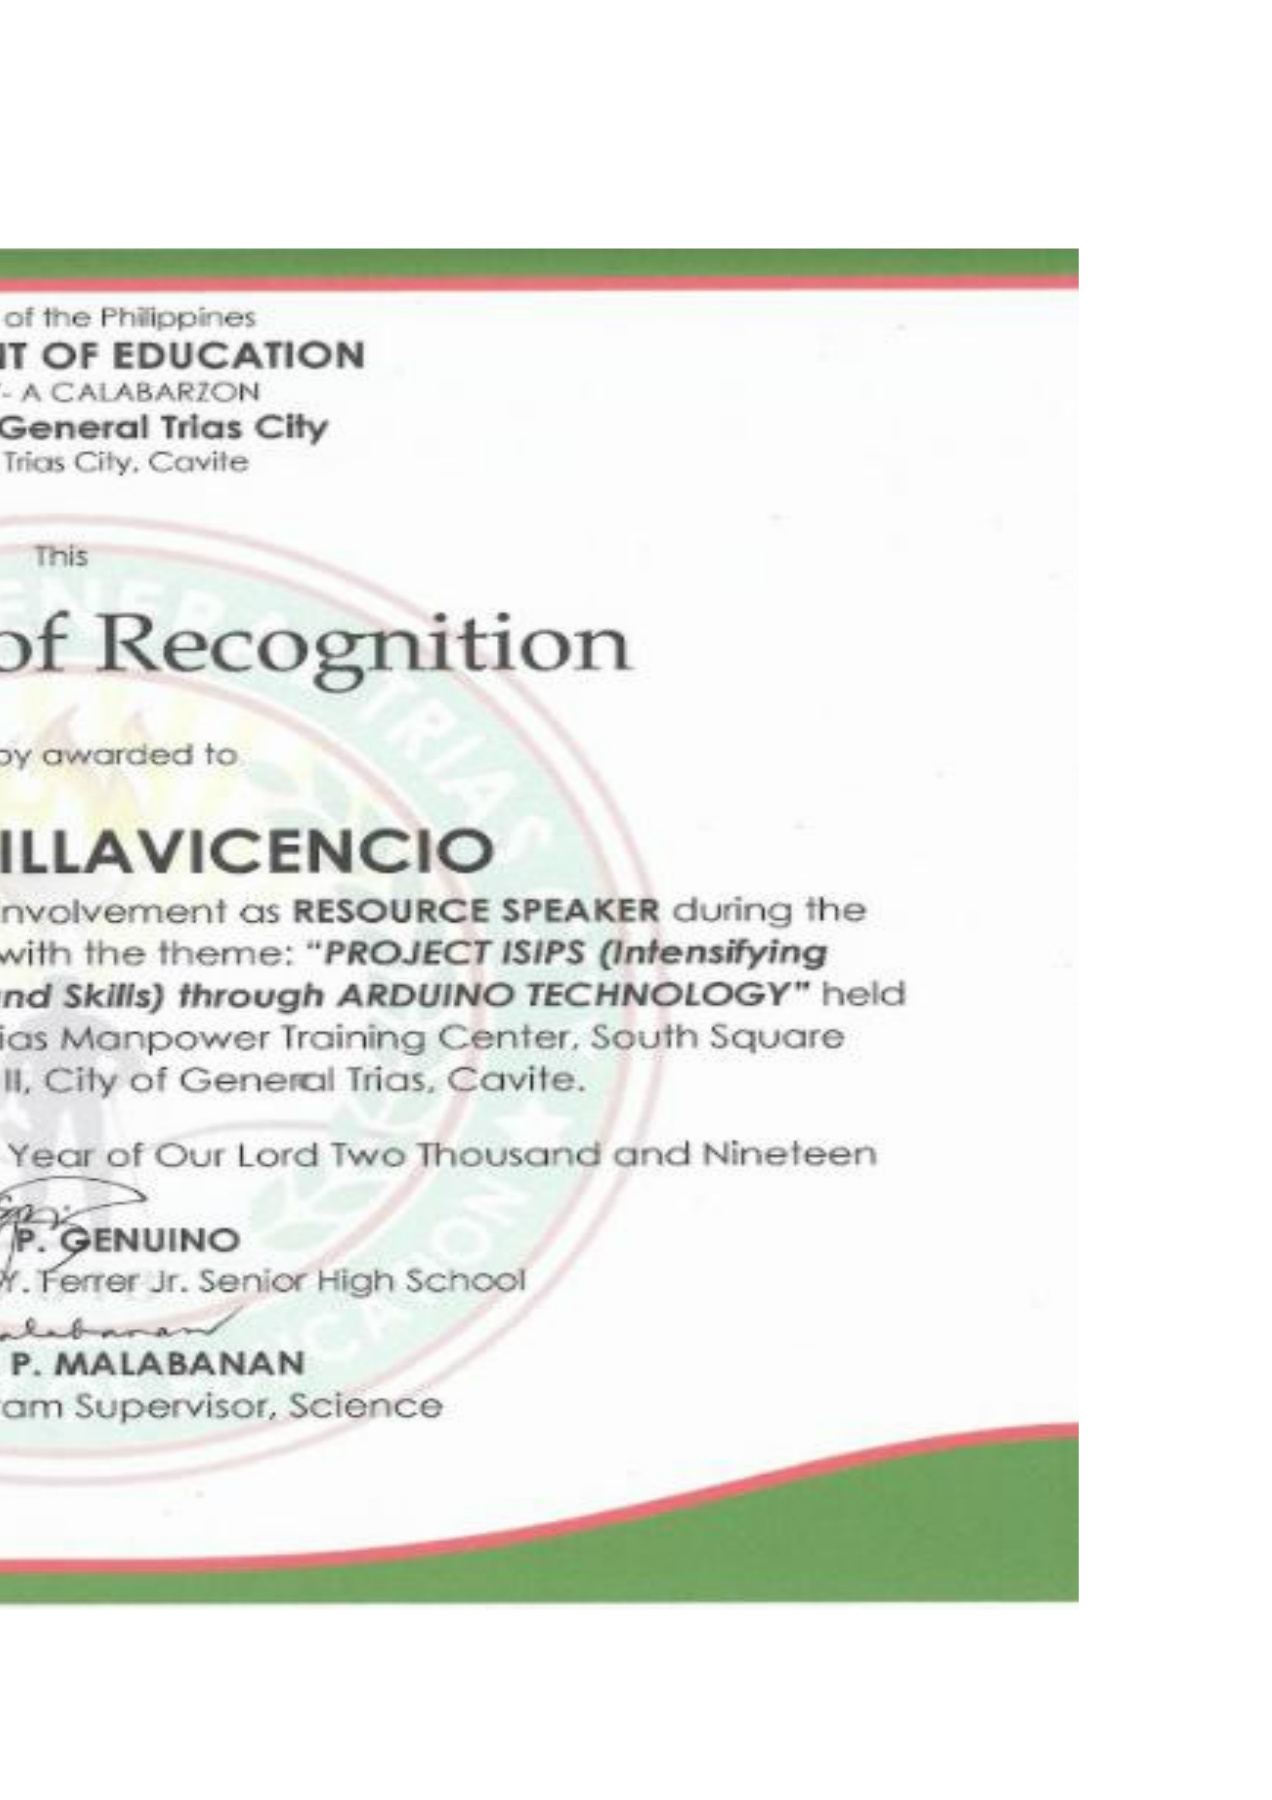 of the Philippines
OF EDUCATION
- A CALABARZON
General Trias City
Trias City, Cavite
This
of Recognition
awarded to
ILLAVICENCIO
nvolvement as RESOURCE SPEAKER during the
with the theme: "PROJECT ISIPS (Intensifying
nd Skills) through ARDUINO TECHNOLOGY" held
ias Manpower Training Center, South Square
II, City of General Trias, Cavite.
Year of Our Lord Two Thousand and Nineteen
P. GENUINO
Y. Ferrer Jr. Senior High School
P. MALABANAN
am Supervisor, Science